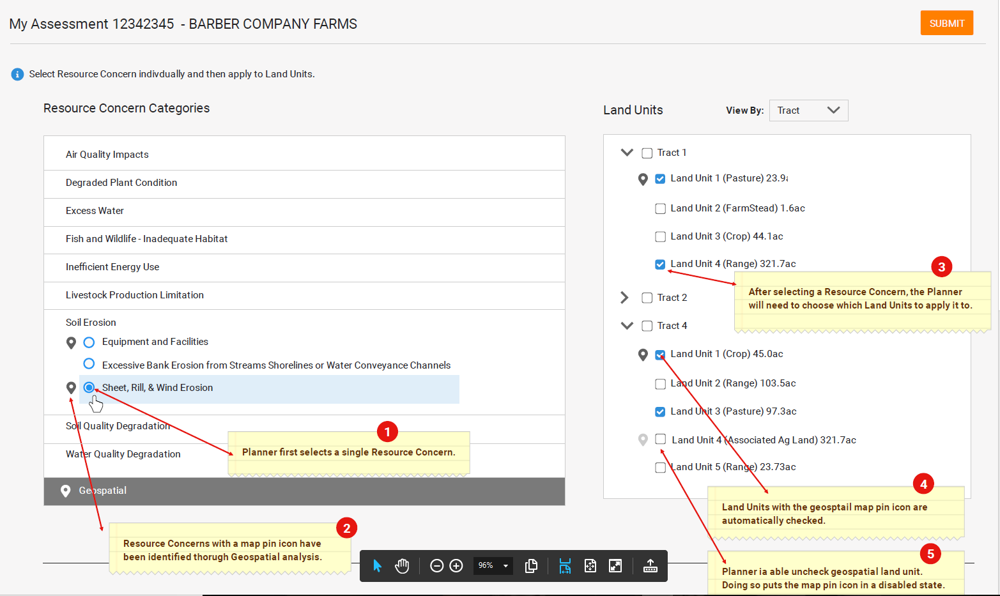 My Assessment 12342345 - BARBER COMPANY FARMS
SUBMIT
Select Resource Concern indivdually and then apply to Land Units.
Resource Concern Categories
Air Quality Impacts
Degraded Plant Condition
Excess Water
Fish and Wildlife - Inadequate Habitat
Inefficient Energy Use
Livestock Production Limitation
Soil Erosion
Equipment and Facilities
Excessive Bank Erosion from Streams Shorelines or Water Conveyance Channels
Sheet, Rill, & Wind Erosion
Soil Quality Degradation
Water Quality Degradation
Geospatial
1
Planner first selects a single Resource Concern.
2
Resource Concerns with a map pin icon have
been identified thorugh Geospatial analysis.
Land Units
View By:
Tract
Tract 1
Land Unit 1 (Pasture) 23.9
Land Unit 2 (FarmStead) 1.6ac
Land Unit 3 (Crop) 44.1ac
Land Unit 4 (Range) 321.7ac
3
After selecting a Resource Concern, the Planner
will need to choose which Land Units to apply it to.
Tract 2
Tract 4
Land Unit 1 (Crop) 45.0ac
Land Unit 2 (Range) 103.5ac
Land Unit 3 (Pasture) 97.3ac
Land Unit 4 (Associated Ag Land) 321.7ac
Land Unit 5 (Range) 23.73ac
4
Land Units with the geosptail map pin icon are
automatically checked.
5
Planner ia able uncheck geospatial land unit.
Doing so puts the map pin icon in a disabled state.
96%